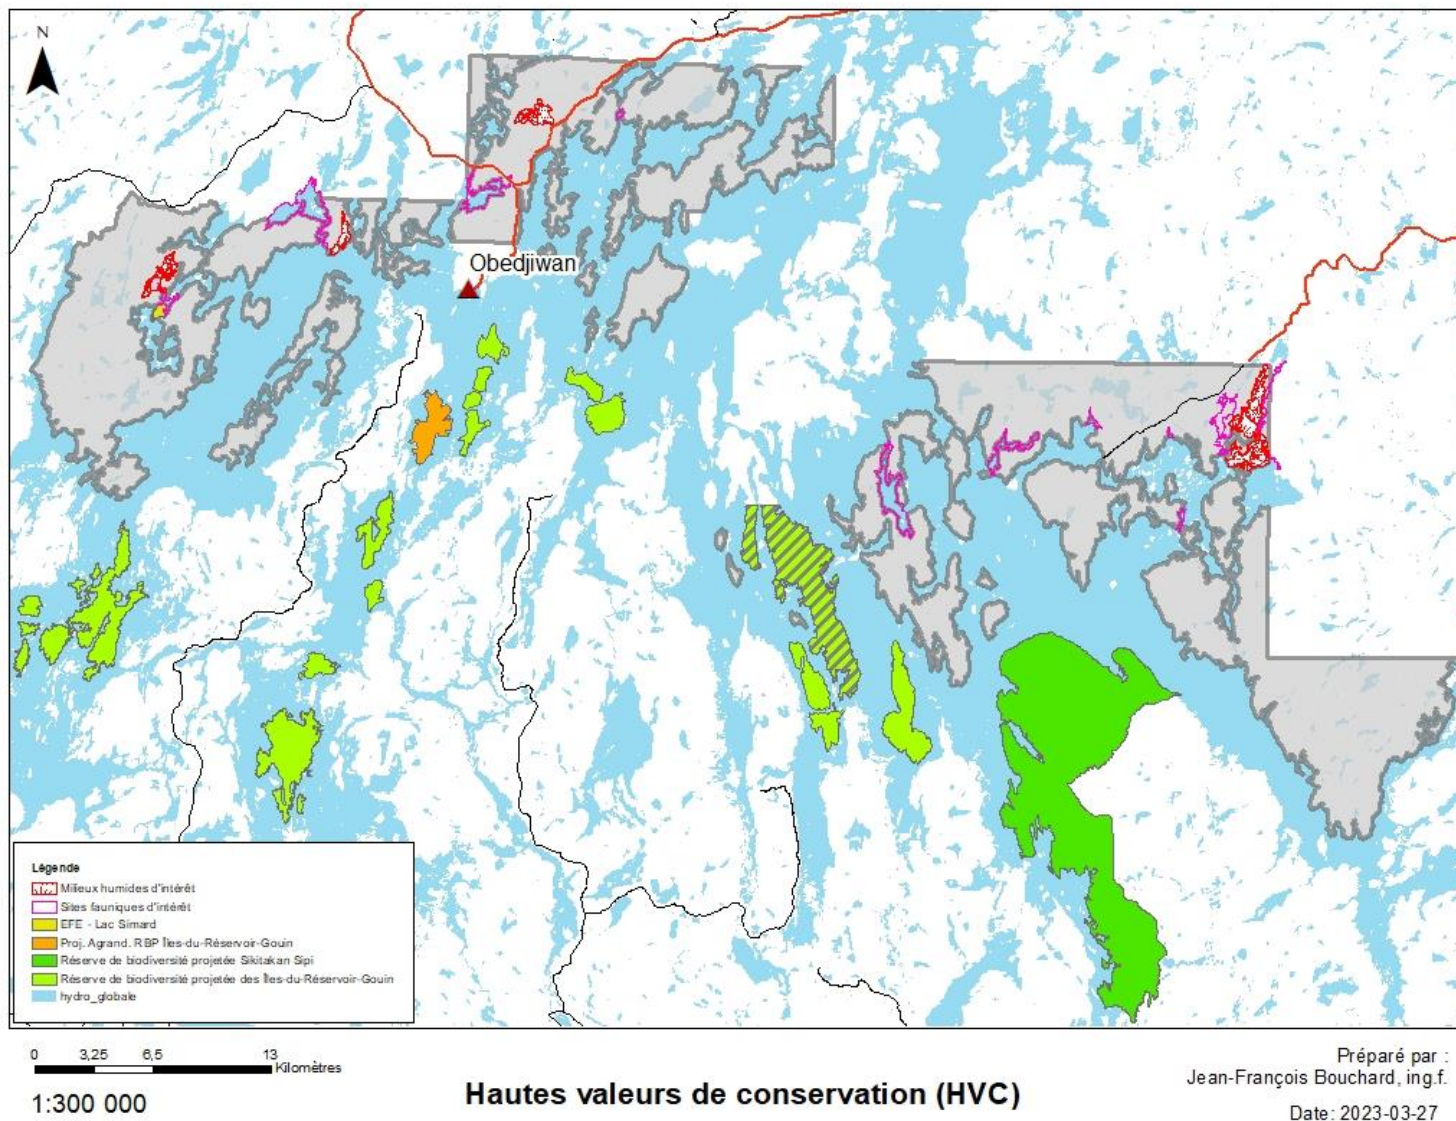 N
Obedjiwan
Légende
Milieux humides d'intérêt
Sites fauniques d'intérêt
EFE - Lac Simard
Proj. Agrand. RBP Îles-du-Réservoir-Gouin
Réserve de biodiversité projetée Sikitakan Sipi
Réserve de biodiversité projetée des Îles-du-Réservoir-Gouin
hydro_globale
0 3,25 6,5 13
Kilomètres
1:300 000
Hautes valeurs de conservation (HVC)
Préparé par :
Jean-François Bouchard, ing.f.
Date: 2023-03-27